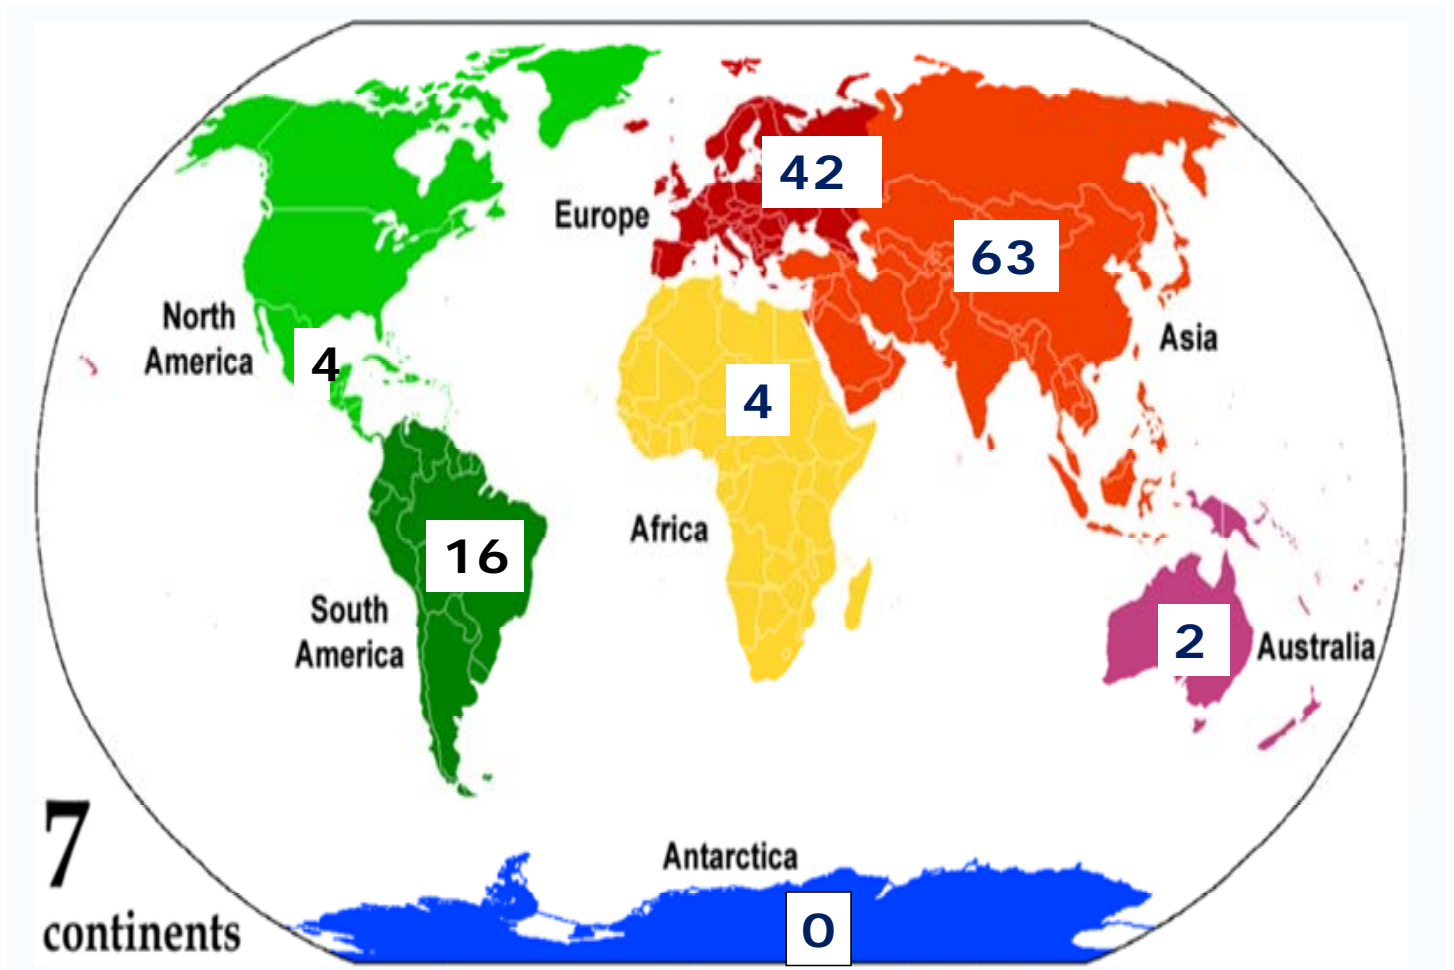 42
Europe
63
North
America
4
Asia
4
16
Africa
South
America
2
Australia
7
continents
Antarctica
0